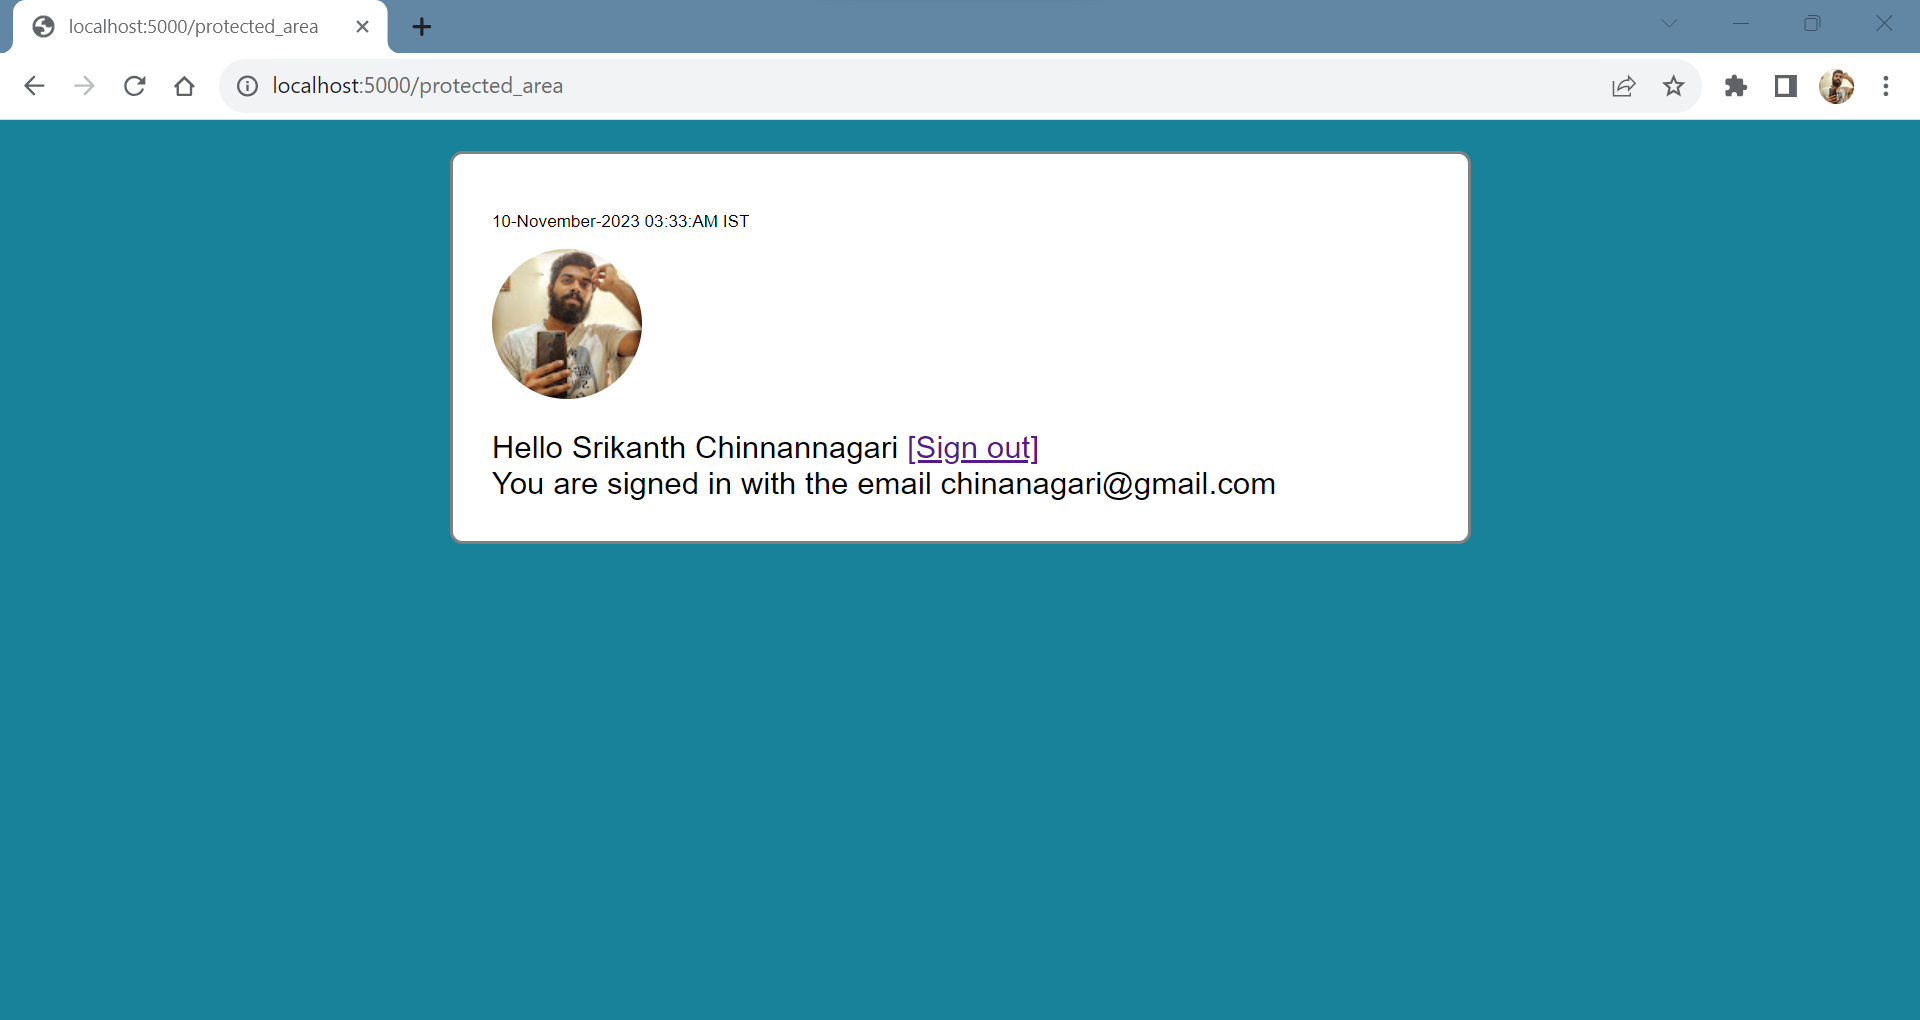 localhost:5000/protected_area
localhost:5000/protected_area
10-November-2023 03:33:AM IST
Hello Srikanth Chinnannagari [Sign out]
You are signed in with the email chinanagari@gmail.com